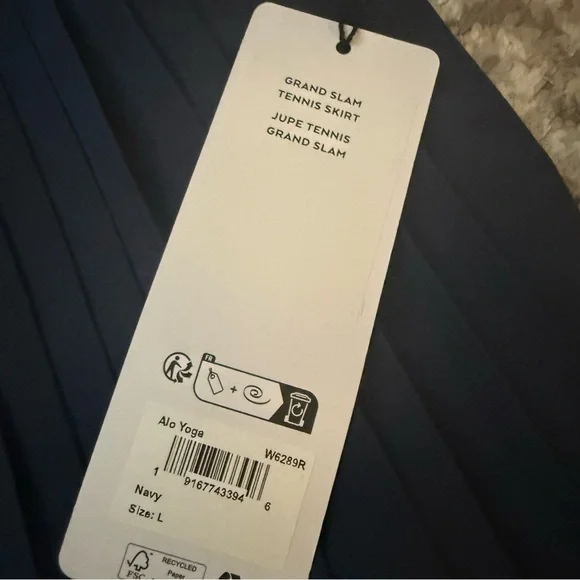 GRAND SLAM
TENNIS SKIRT
JUPE TENNIS
GRAND SLAM
FR
+
Alo Yoga
W6289R
1 9167743394 6
Navy
Size: L
FSC
RECYCLED
Paper